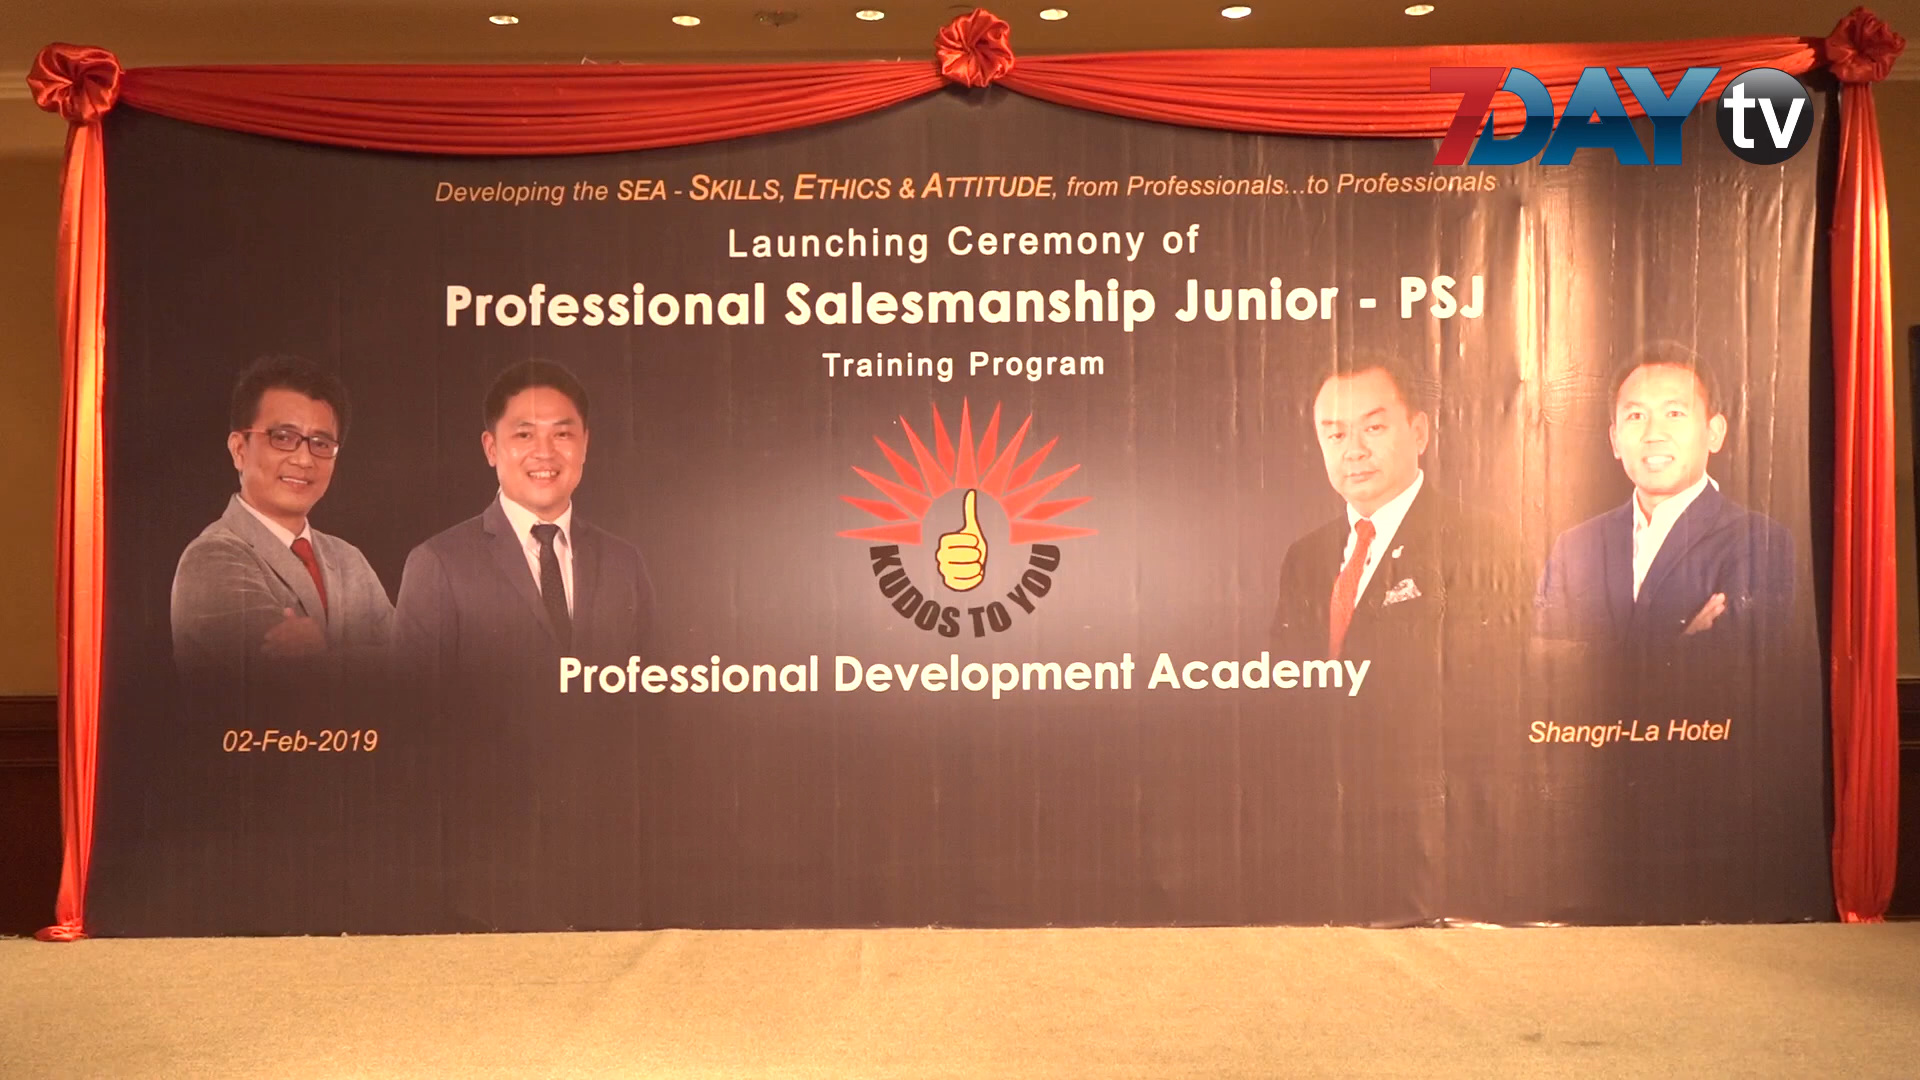 7DAY tv
Developing the SEA - SKILLS, ETHICS & ATTITUDE, from Professionals...to Professionals
Launching Ceremony of
Professional Salesmanship Junior - PSJ
Training Program
KUDOS TO YOU
Professional Development Academy
02-Feb-2019
Shangri-La Hotel